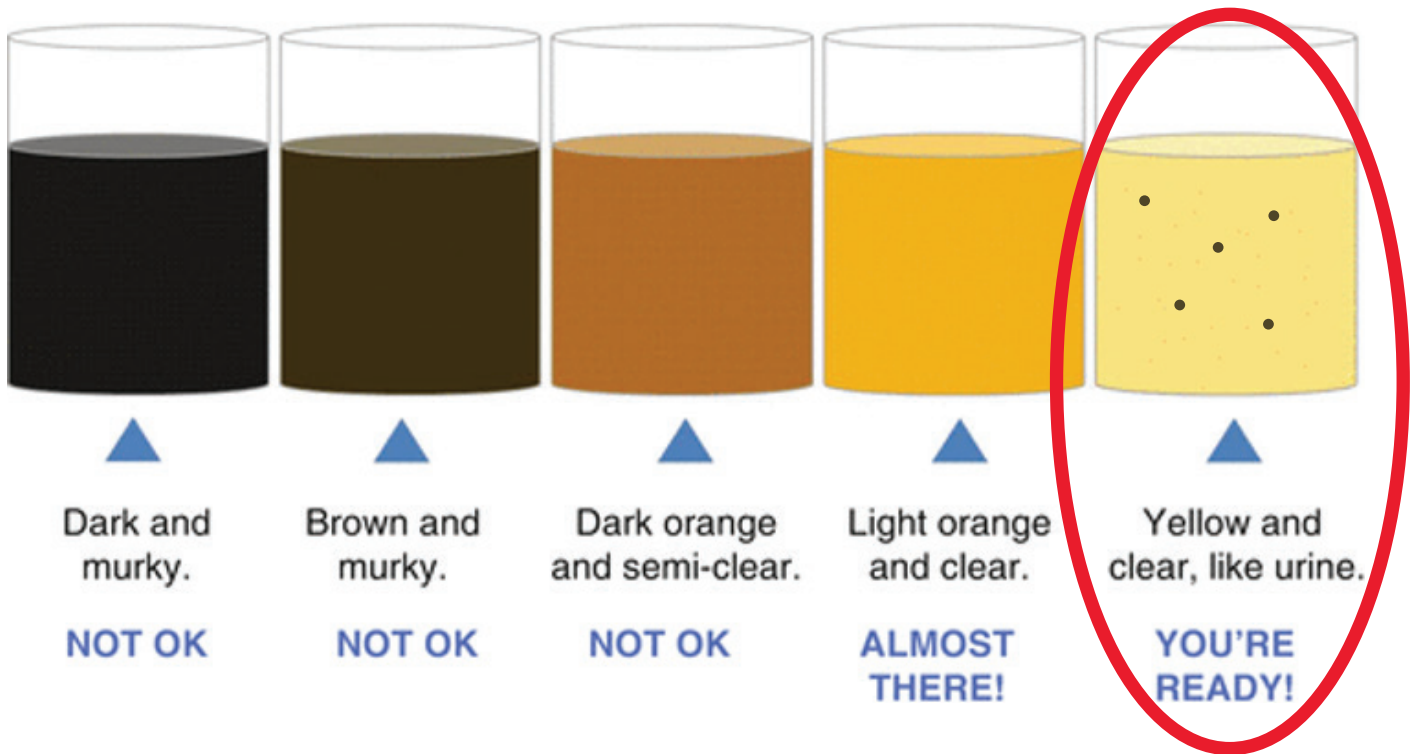 Dark and
murky.
NOT OK
Brown and
murky.
NOT OK
Dark orange
and semi-clear.
NOT OK
Light orange
and clear.
ALMOST
THERE!
Yellow and
clear, like urine.
YOU'RE
READY!